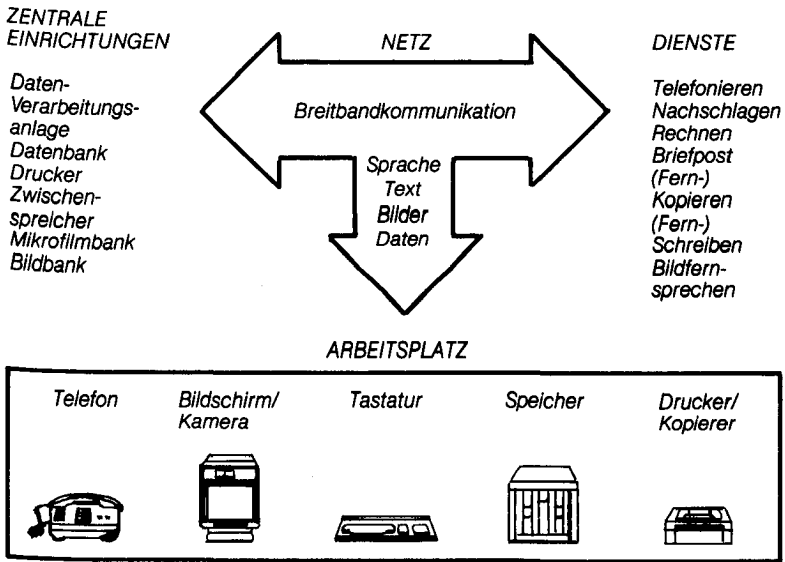 ZENTRALE
EINRICHTUNGEN
Daten-
Verarbeitungs-
anlage
Datenbank
Drucker
Zwischen-
spreicher
Mikrofilmbank
Bildbank
NETZ
Breitbandkommunikation
Sprache
Text
Bilder
Daten
DIENSTE
Telefonieren
Nachschlagen
Rechnen
Briefpost
(Fern-)
Kopieren
(Fern-)
Schreiben
Bildfern-
sprechen
ARBEITSPLATZ
Telefon
Bildschirm/
Kamera
Tastatur
Speicher
Drucker/
Kopierer